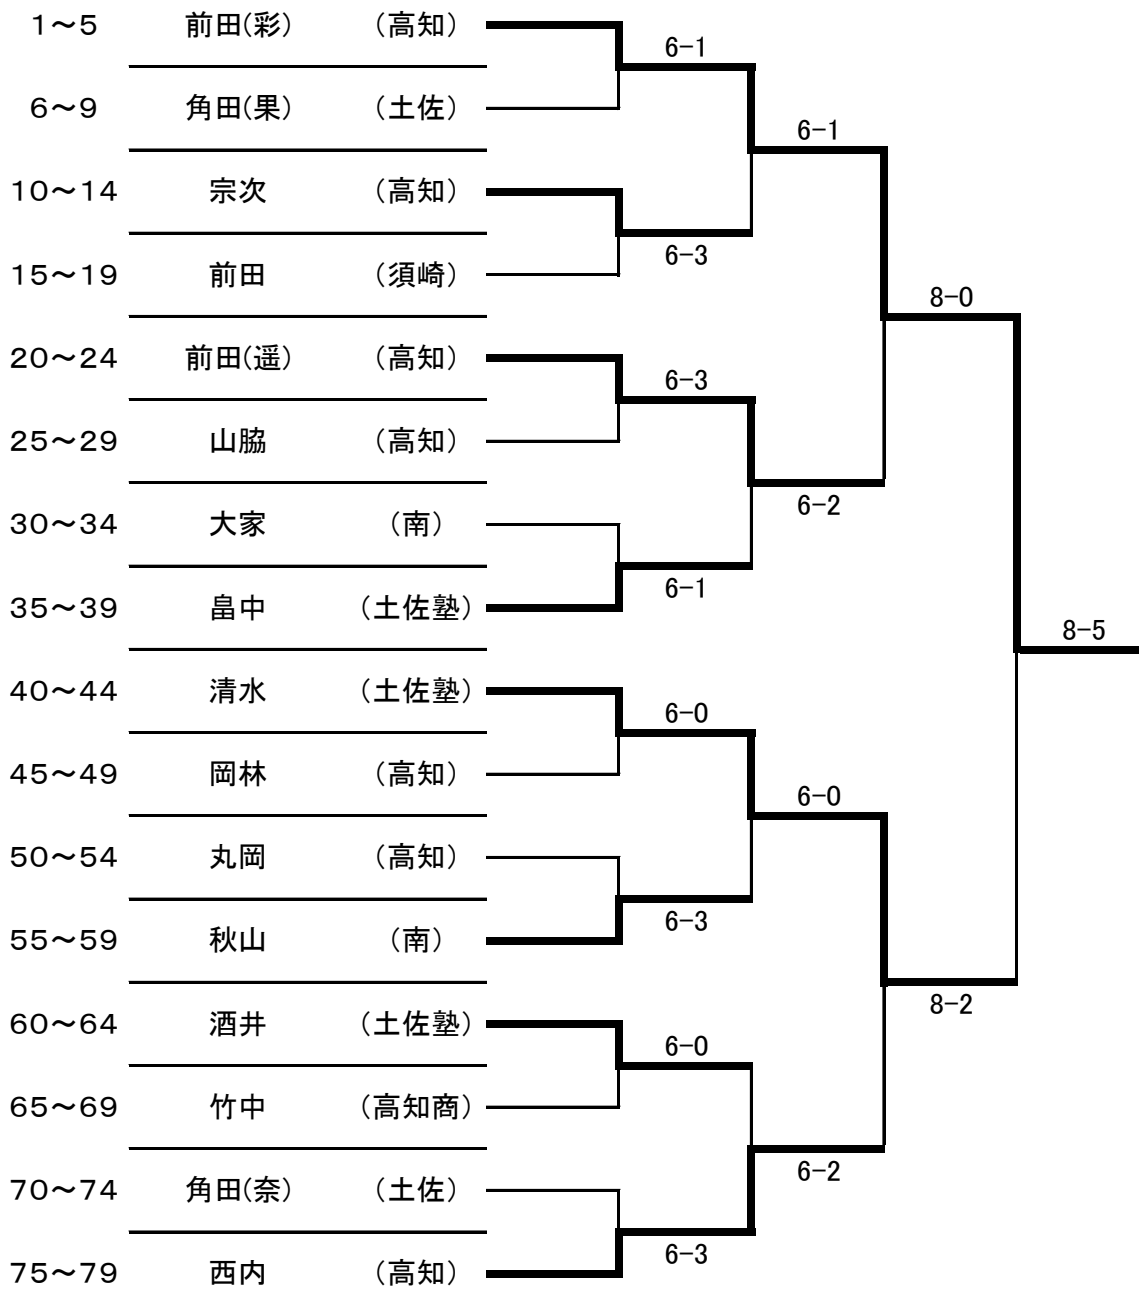 1～5 前田(彩) （高知）
6-1
6～9 角田(果) （土佐）
6-1
10～14 宗次 （高知）
6-3
15～19 前田 （須崎）
8-0
20～24 前田(遥) （高知）
6-3
25～29 山脇 （高知）
6-2
30～34 大家 （南）
6-1
35～39 畠中 （土佐塾）
8-5
40～44 清水 （土佐塾）
6-0
45～49 岡林 （高知）
6-0
50～54 丸岡 （高知）
6-3
55～59 秋山 （南）
8-2
60～64 酒井 （土佐塾）
6-0
65～69 竹中 （高知商）
6-2
70～74 角田(奈) （土佐）
6-3
75～79 西内 （高知）